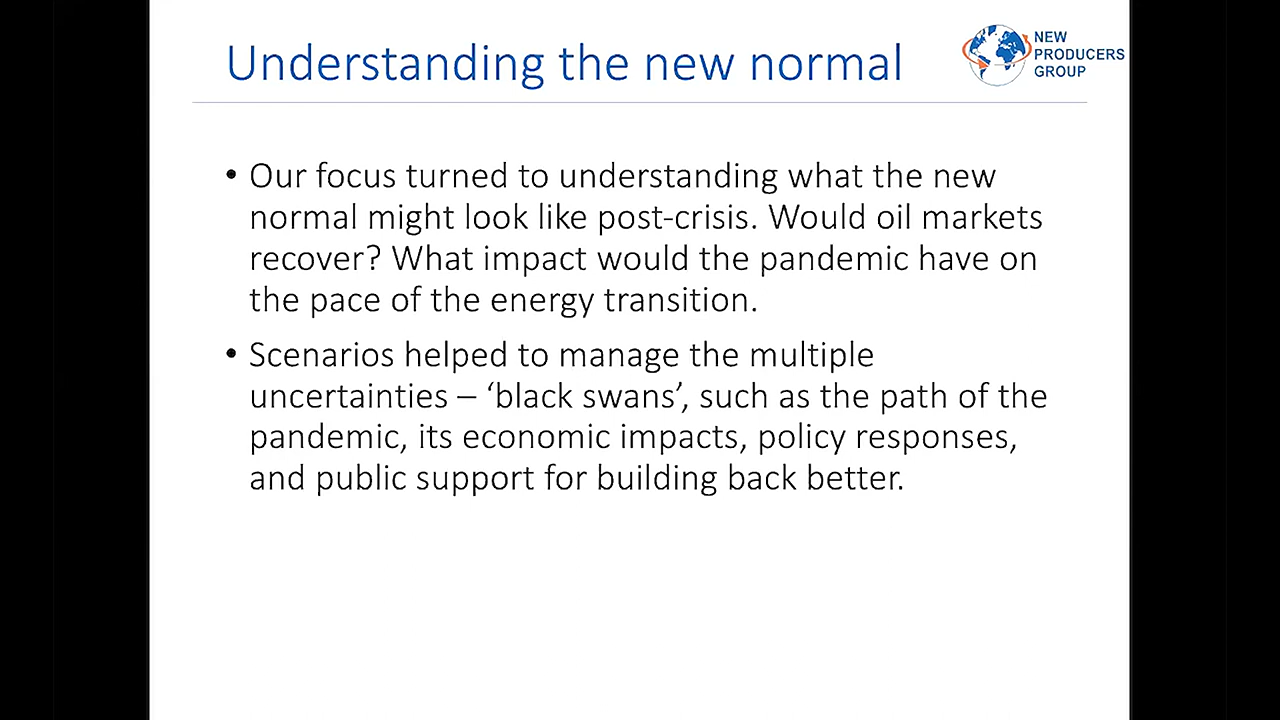 Understanding the new normal
NEW
PRODUCERS
GROUP
• Our focus turned to understanding what the new
normal might look like post-crisis. Would oil markets
recover? What impact would the pandemic have on
the pace of the energy transition.
• Scenarios helped to manage the multiple
uncertainties – ‘black swans’, such as the path of the
pandemic, its economic impacts, policy responses,
and public support for building back better.